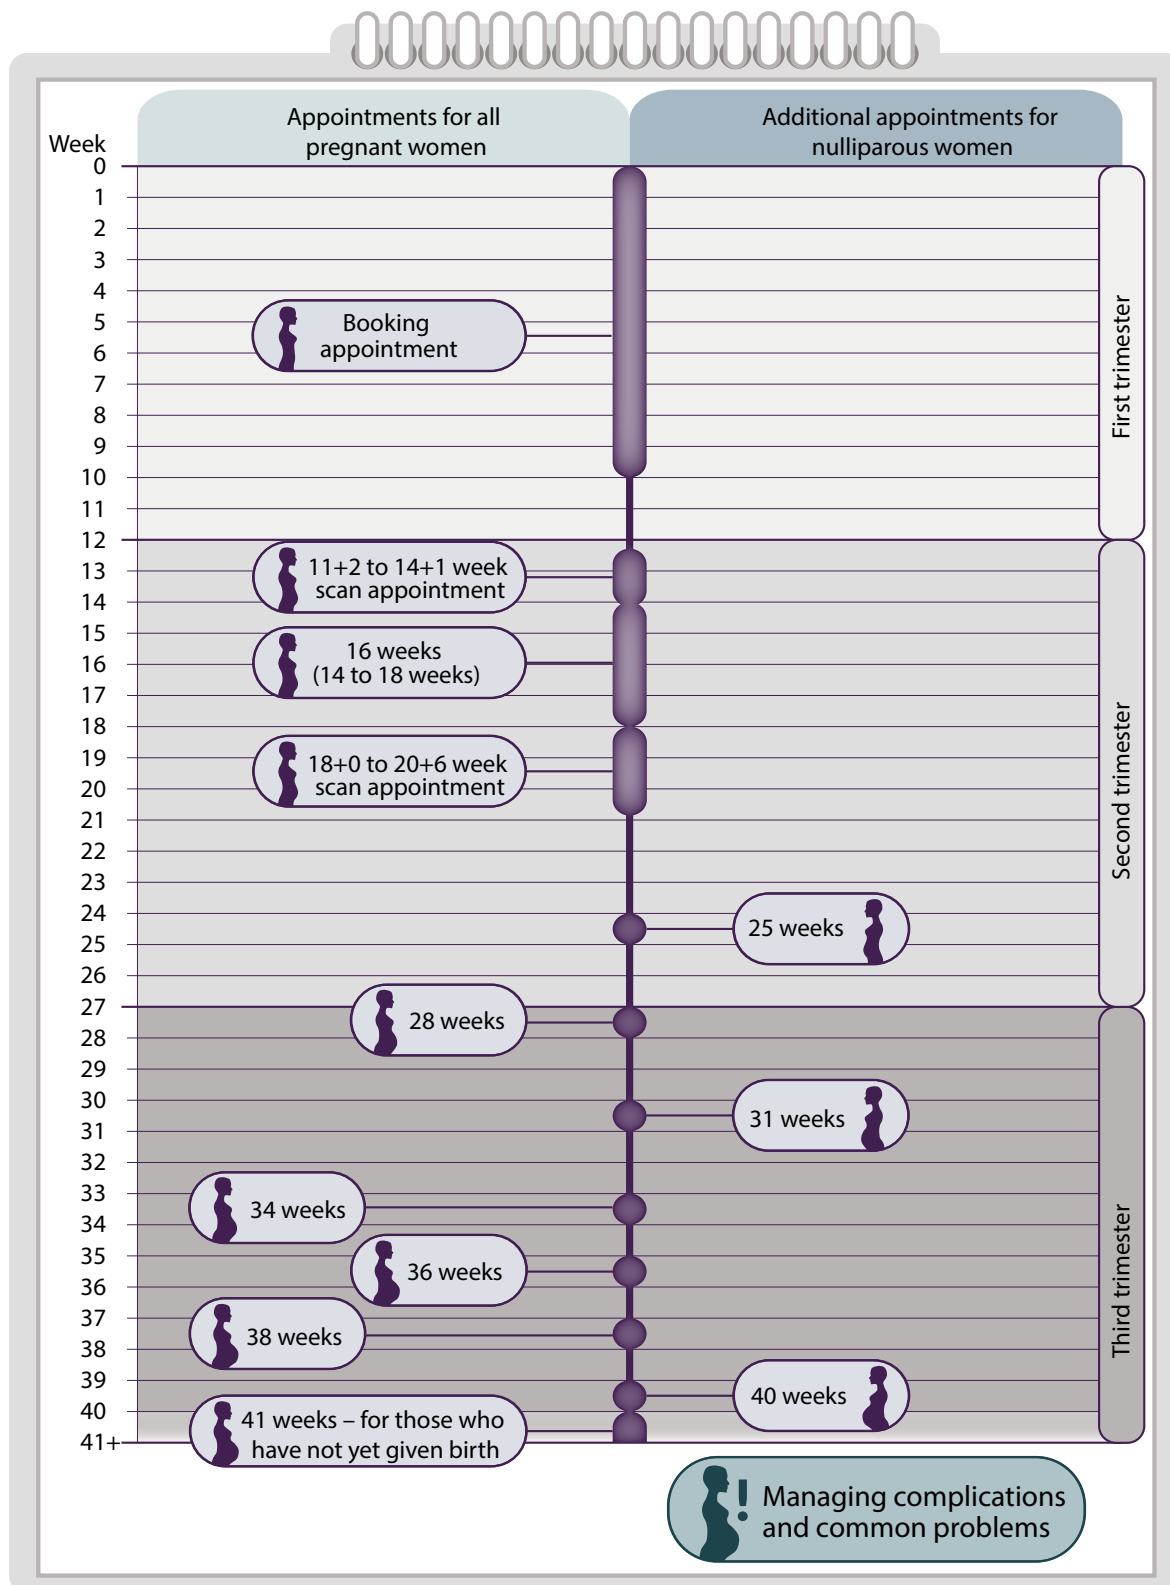 Appointments for all
pregnant women
Additional appointments for
nulliparous women
Week
0
1
2
3
4
5
6
7
8
9
10
11
12
13
14
15
16
17
18
19
20
21
22
23
24
25
26
27
28
29
30
31
32
33
34
35
36
37
38
39
40
41+
Booking
appointment
11+2 to 14+1 week
scan appointment
16 weeks
(14 to 18 weeks)
18+0 to 20+6 week
scan appointment
25 weeks
28 weeks
31 weeks
34 weeks
36 weeks
38 weeks
40 weeks
41 weeks – for those who
have not yet given birth
First trimester
Second trimester
Third trimester
! Managing complications
and common problems